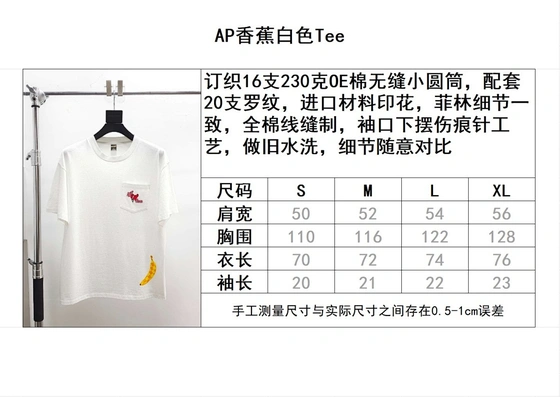 AP香蕉白色Tee
订织16支230克OE棉无缝小圆筒，配套
20支罗纹，进口材料印花，菲林细节一
致，全棉线缝制，袖口下摆伤痕针工
艺，做旧水洗，细节随意对比
尺码 S M L XL
肩宽 50 52 54 56
胸围 110 116 122 128
衣长 70 72 74 76
袖长 20 21 22 23
手工测量尺寸与实际尺寸之间存在0.5-1cm误差